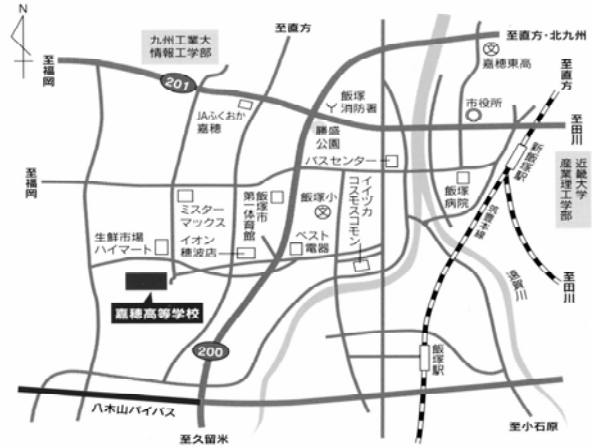 N
九州工業大
情報工学部
至直方
至直方・北九州
文
嘉穂東高
至福岡
201
JAふくおか
嘉穂
飯塚
消防署
勝盛
公園
市役所
至直方
至田川
バスセンター
新飯塚駅
近畿大学
産業理工学部
至福岡
ミスター
マックス
飯塚市
第一体育館
飯塚小
文
イイヅカ
コスモスコモン
飯塚
病院
筑豊本線
遠賀川
生鮮市場
ハイマート
イオン
穂波店
ベスト
電器
至田川
嘉穂高等学校
200
飯塚駅
八木山バイパス
至久留米
至小石原